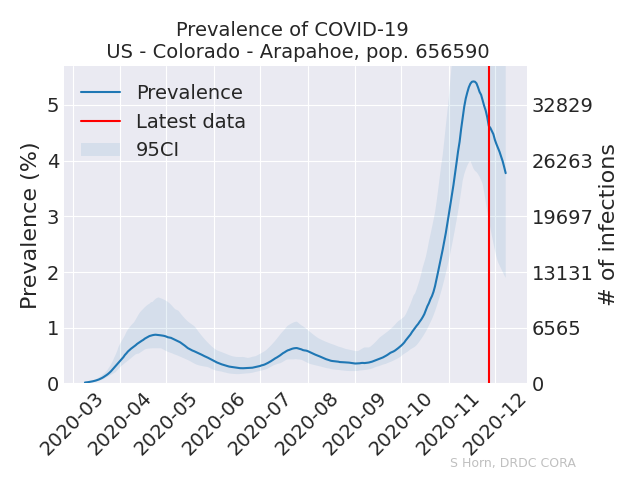 Prevalence of COVID-19
US - Colorado - Arapahoe, pop. 656590
Prevalence
Latest data
95CI
Prevalence (%)
5
4
3
2
1
0
32829
26263
19697
13131
6565
0
# of infections
2020-03
2020-04
2020-05
2020-06
2020-07
2020-08
2020-09
2020-10
2020-11
2020-12
S Horn, DRDC CORA